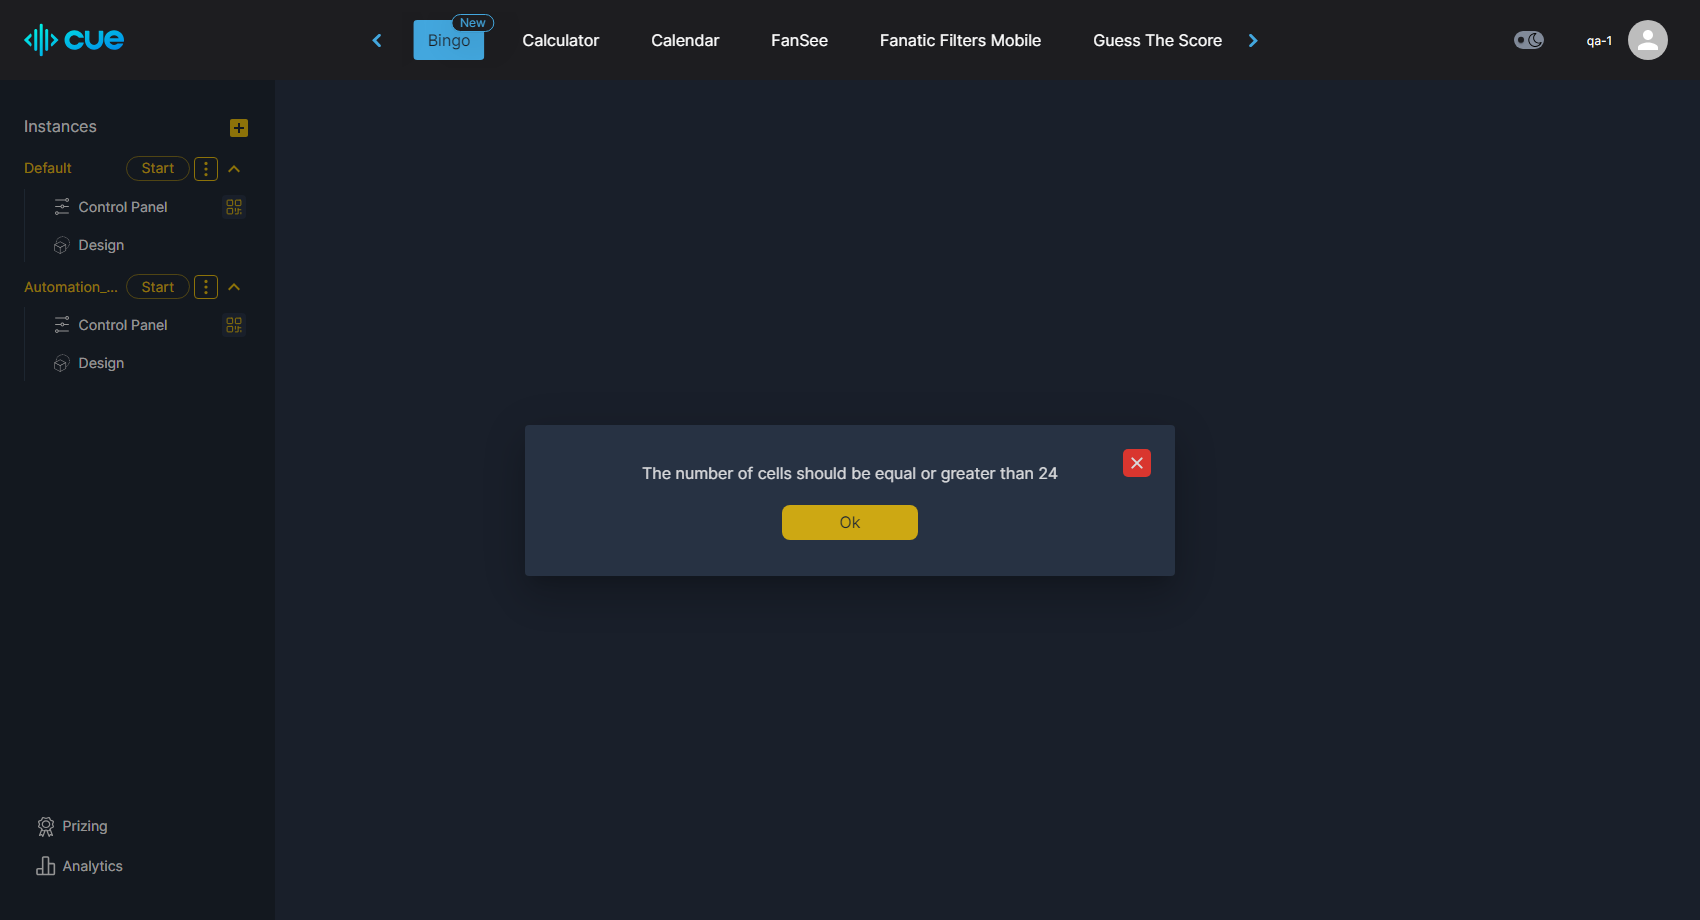 cue
Bingo
New
Calculator
Calendar
FanSee
Fanatic Filters Mobile
Guess The Score
qa-1
Instances
Default
Start
Control Panel
Design
Automation_...
Start
Control Panel
Design
The number of cells should be equal or greater than 24
Ok
Prizing
Analytics